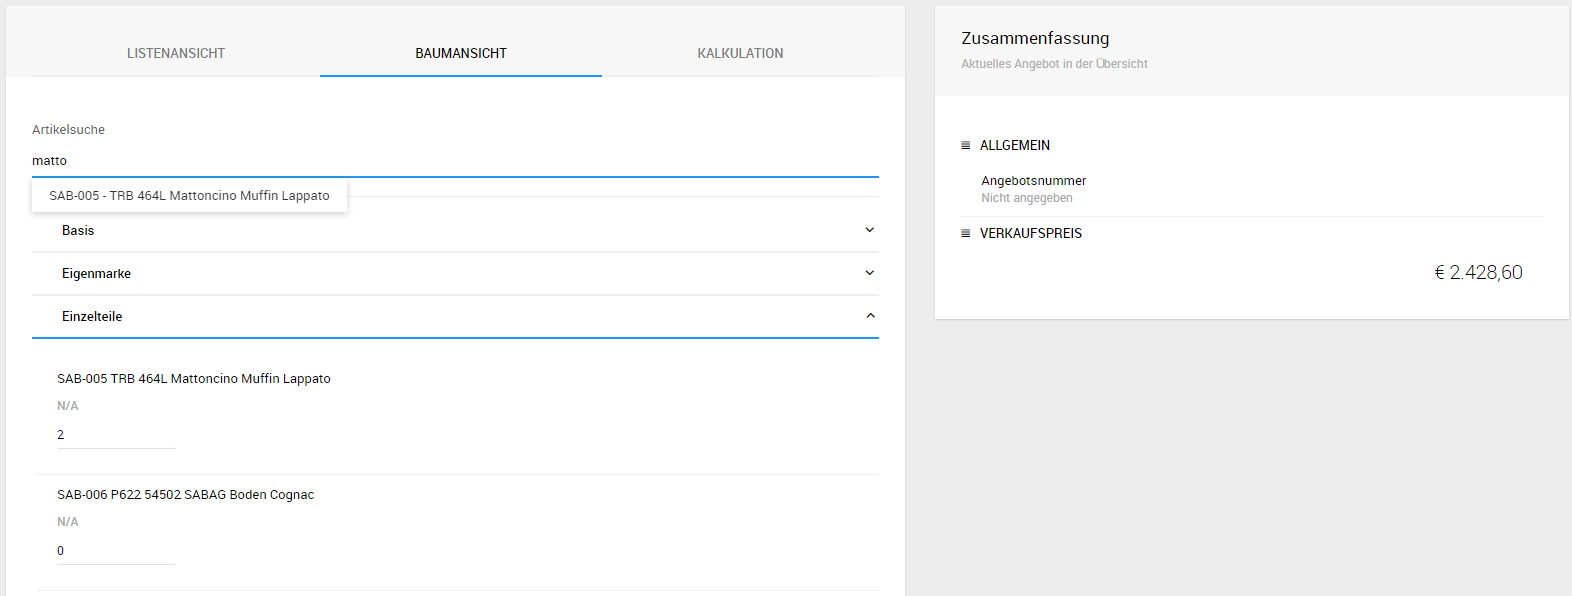 LISTENANSICHT
BAUMANSICHT
KALKULATION
Artikelsuche
matto
SAB-005 - TRB 464L Mattoncino Muffin Lappato
Basis
Eigenmarke
Einzelteile
SAB-005 TRB 464L Mattoncino Muffin Lappato
N/A
2
SAB-006 P622 54502 SABAG Boden Cognac
N/A
0
Zusammenfassung
Aktuelles Angebot in der Übersicht
ALLGEMEIN
Angebotsnummer
Nicht angegeben
VERKAUFSPREIS
€ 2.428,60